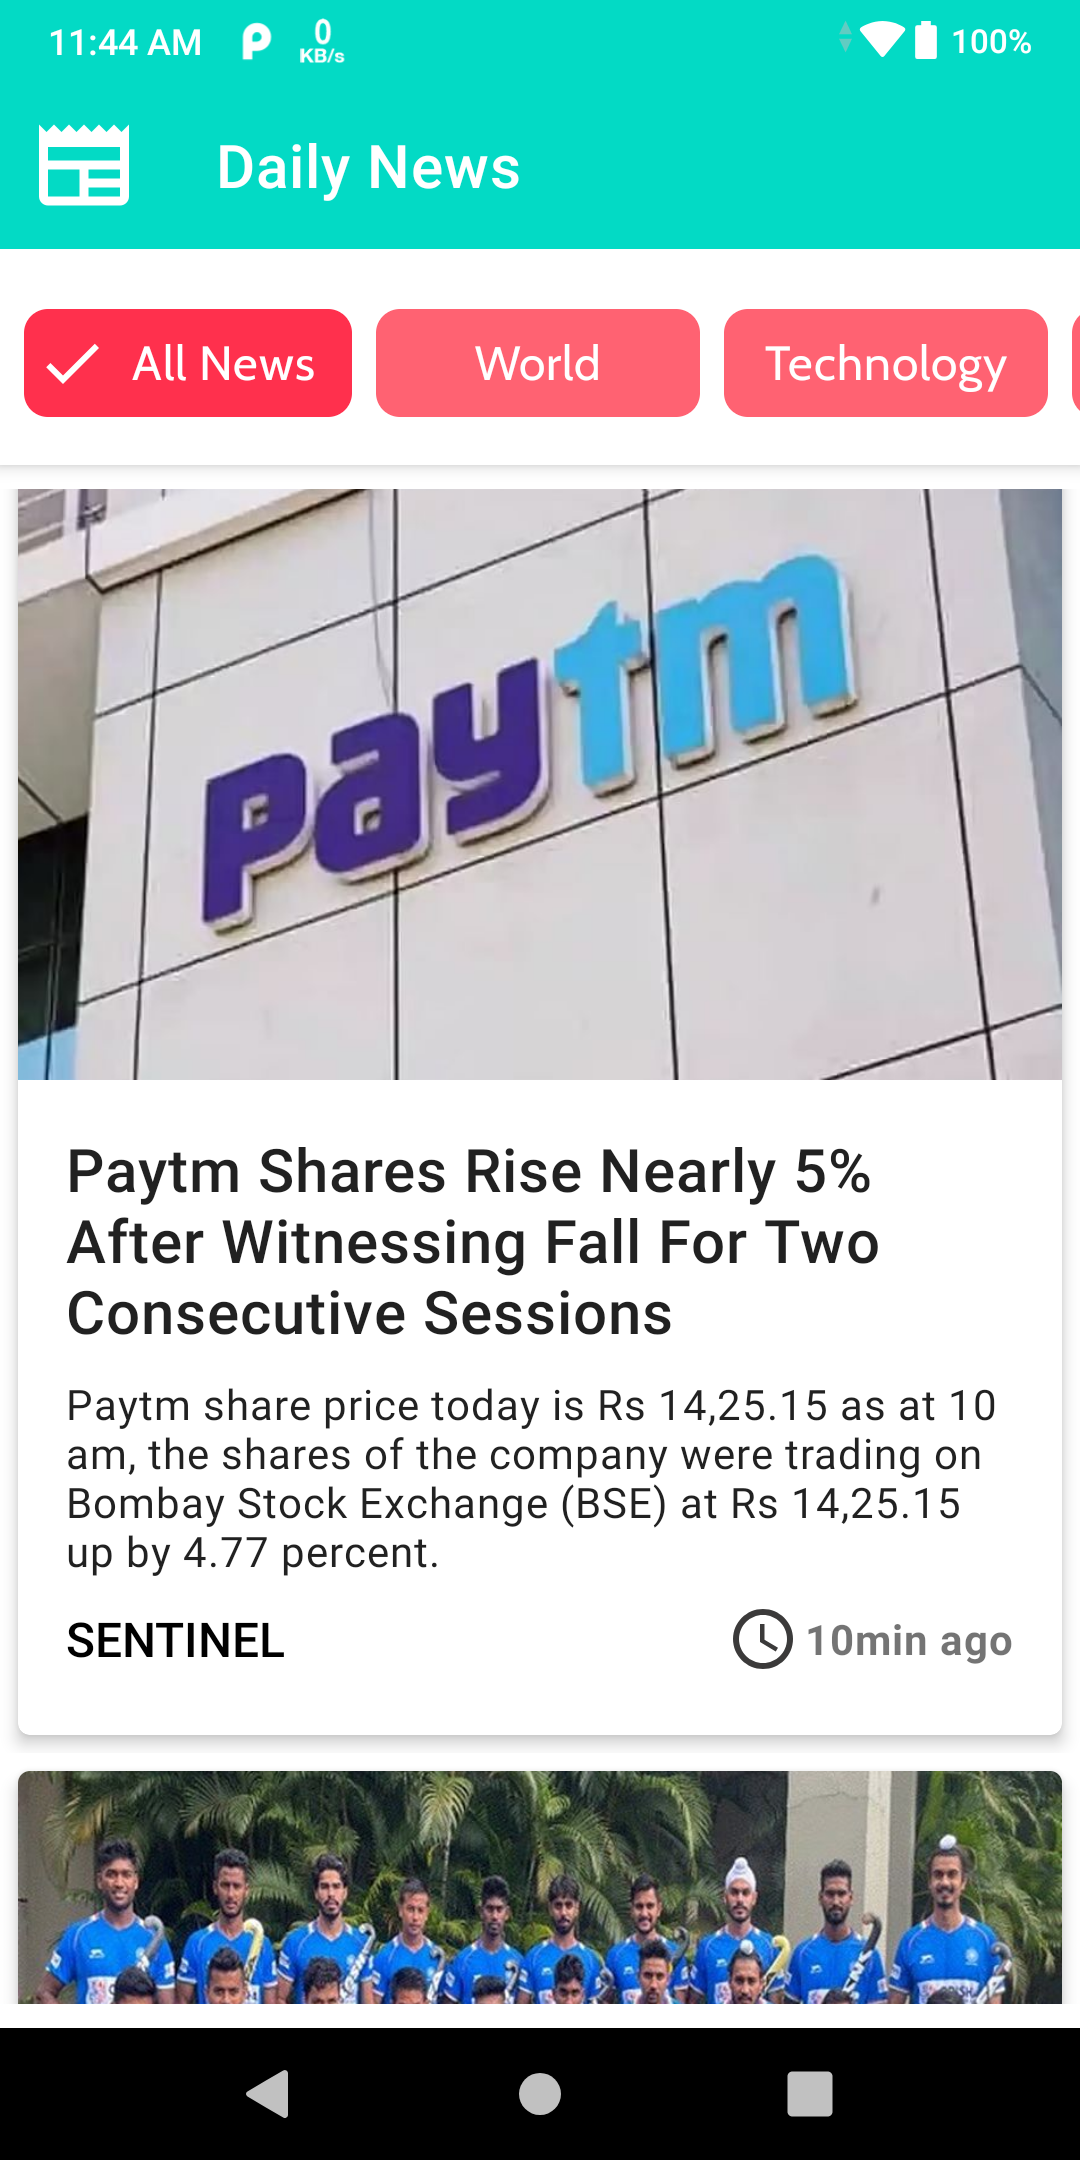 11:44 AM
0
KB/s
100%
Daily News
All News
World
Technology
Paytm
Paytm Shares Rise Nearly 5%
After Witnessing Fall For Two
Consecutive Sessions
Paytm share price today is Rs 14,25.15 as at 10
am, the shares of the company were trading on
Bombay Stock Exchange (BSE) at Rs 14,25.15
up by 4.77 percent.
SENTINEL
10min ago